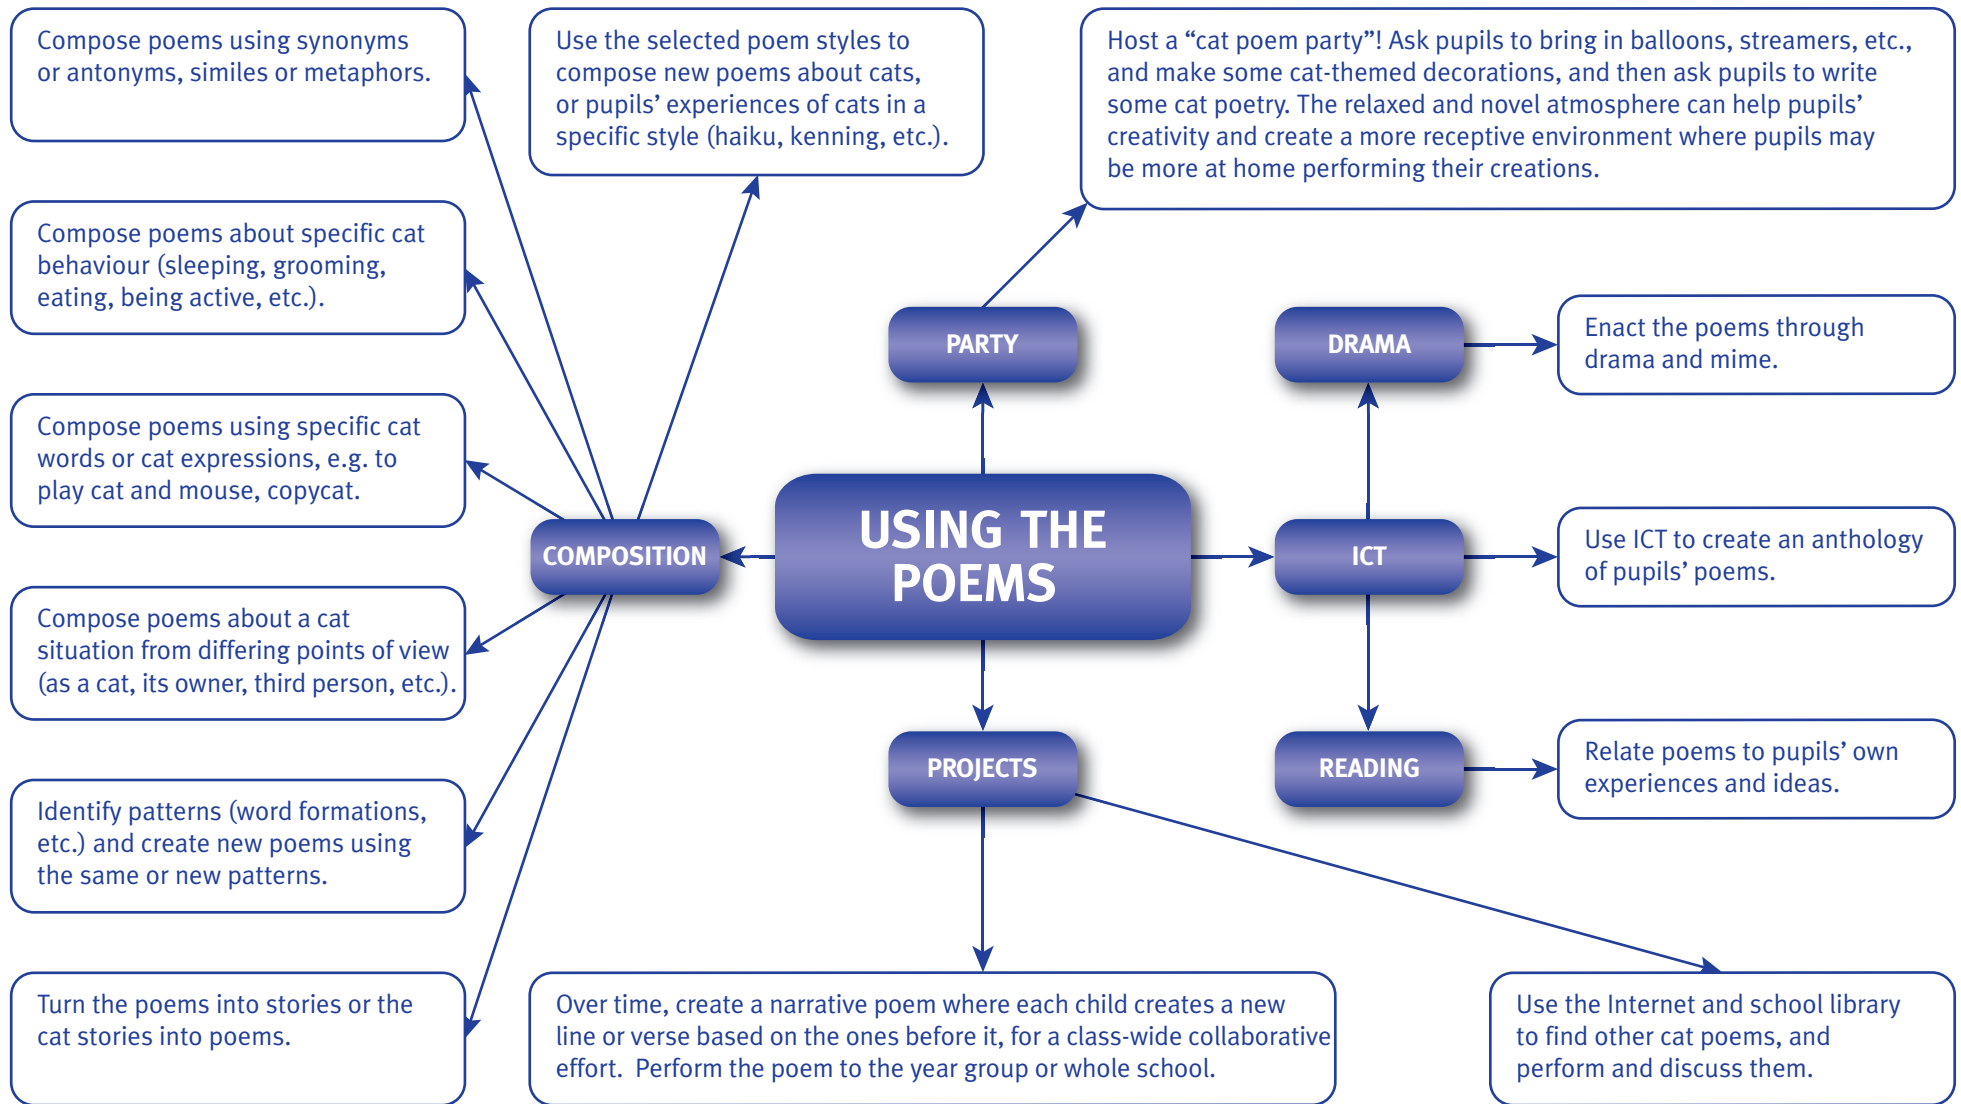 Compose poems using synonyms
or antonyms, similes or metaphors.
Use the selected poem styles to
compose new poems about cats,
or pupils’ experiences of cats in a
specific style (haiku, kenning, etc.).
Host a “cat poem party”! Ask pupils to bring in balloons, streamers, etc.,
and make some cat-themed decorations, and then ask pupils to write
some cat poetry. The relaxed and novel atmosphere can help pupils’
creativity and create a more receptive environment where pupils may
be more at home performing their creations.
Compose poems about specific cat
behaviour (sleeping, grooming,
eating, being active, etc.).
PARTY
DRAMA
Enact the poems through
drama and mime.
Compose poems using specific cat
words or cat expressions, e.g. to
play cat and mouse, copycat.
COMPOSITION
USING THE
POEMS
ICT
Use ICT to create an anthology
of pupils’ poems.
Compose poems about a cat
situation from differing points of view
(as a cat, its owner, third person, etc.).
PROJECTS
READING
Relate poems to pupils’ own
experiences and ideas.
Identify patterns (word formations,
etc.) and create new poems using
the same or new patterns.
Turn the poems into stories or the
cat stories into poems.
Over time, create a narrative poem where each child creates a new
line or verse based on the ones before it, for a class-wide collaborative
effort.  Perform the poem to the year group or whole school.
Use the Internet and school library
to find other cat poems, and
perform and discuss them.